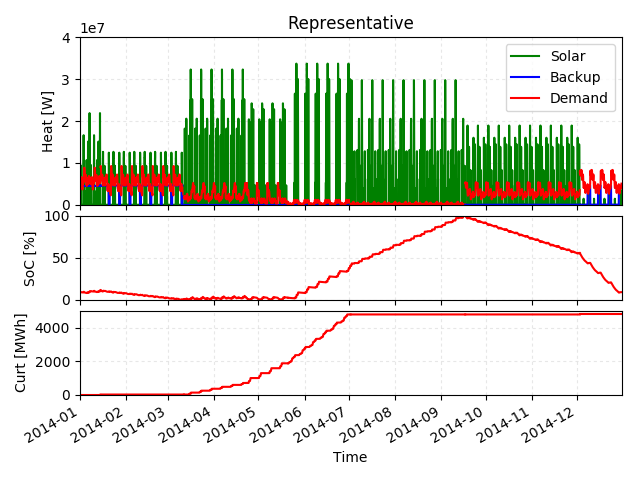 Representative
1e7
4
3
2
1
0
Heat [W]
Solar
Backup
Demand
100
50
0
SoC [%]
4000
2000
0
Curt [MWh]
2014-01
2014-02
2014-03
2014-04
2014-05
2014-06
2014-07
2014-08
2014-09
2014-10
2014-11
2014-12
Time